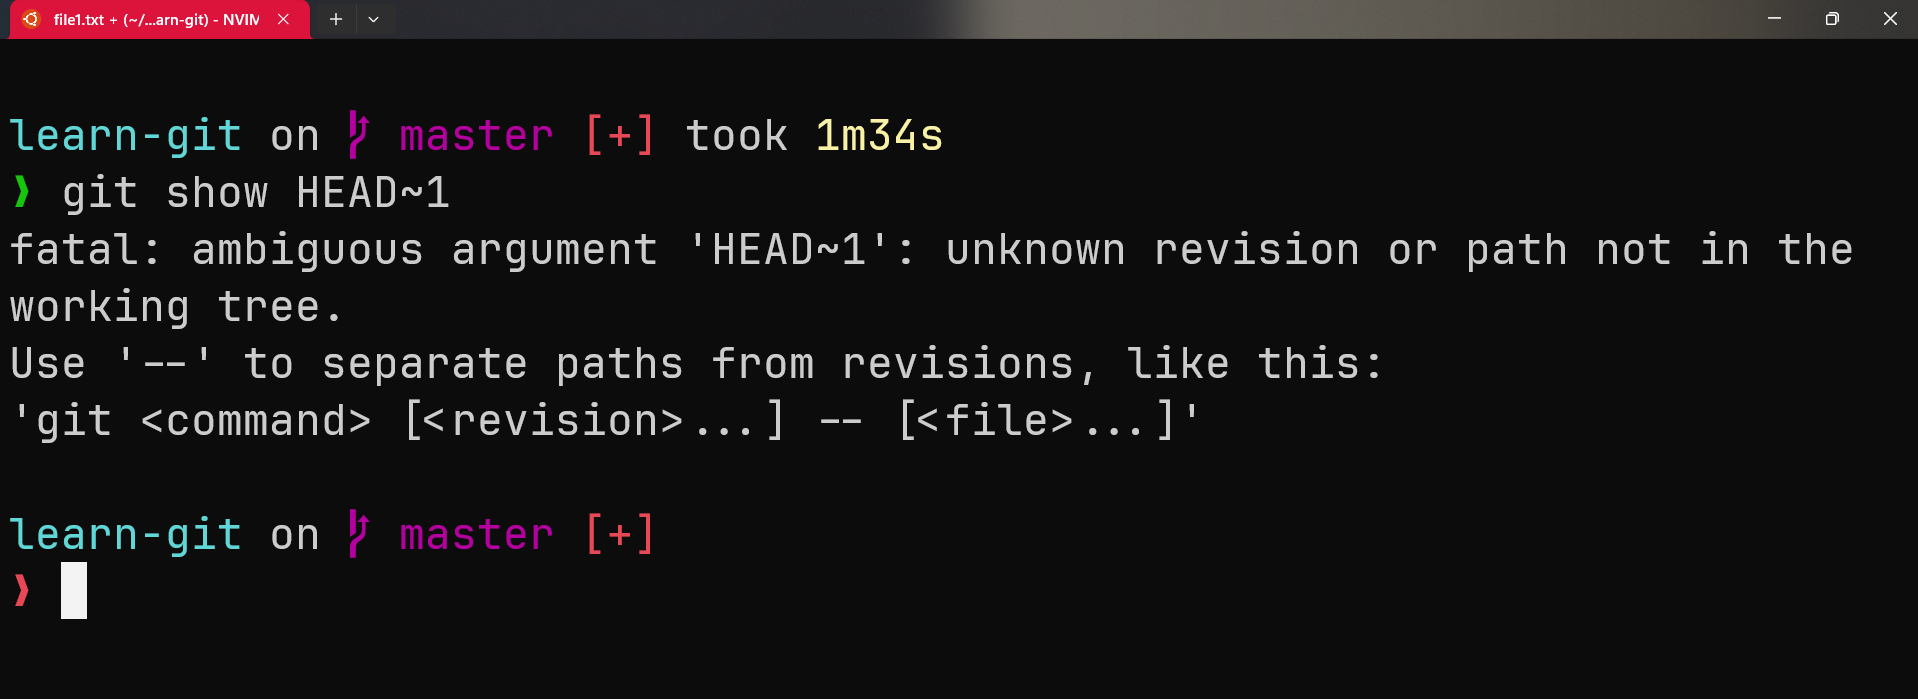 file1.txt + (~/...arn-git) - NVIM
learn-git on master [+] took 1m34s
❯ git show HEAD~1
fatal: ambiguous argument 'HEAD~1': unknown revision or path not in the
working tree.
Use '--' to separate paths from revisions, like this:
'git <command> [<revision>...] -- [<file>...]'
learn-git on master [+]
❯